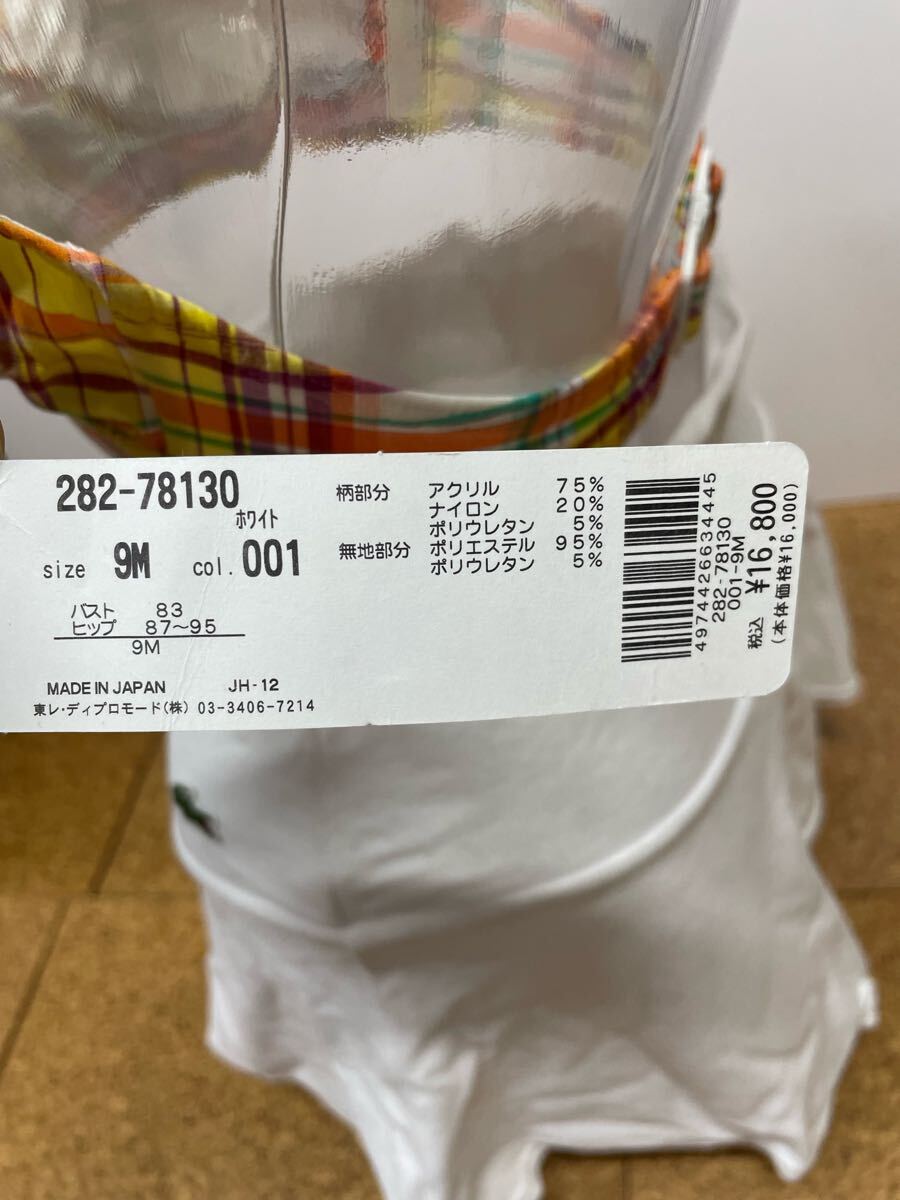 282-78130
ホワイト
size 9M col. 001
バスト 83
ヒップ 87〜95
9M
MADE IN JAPAN JH-12
東レ・ディプロモード(株) 03-3406-7214
柄部分 アクリル 75%
ナイロン 20%
ポリウレタン 5%
無地部分 ポリエステル 95%
ポリウレタン 5%
4974426634445
282-78130
001-9M
税込 ¥16,800
(本体価格¥16,000)